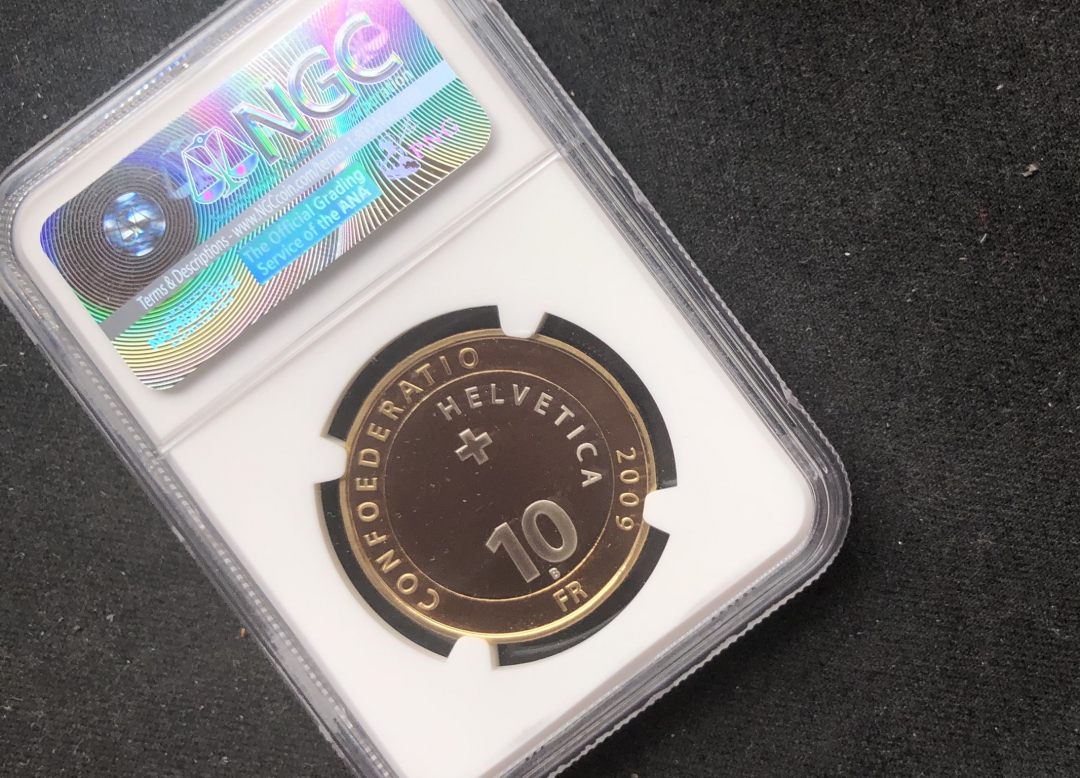 NGC
Terms & Descriptions - www.NGCcoin.com/terms
The Official Grading
Service of the ANA
PNG
CONFOEDERATIO
HELVETICA
2009
10
B
FR